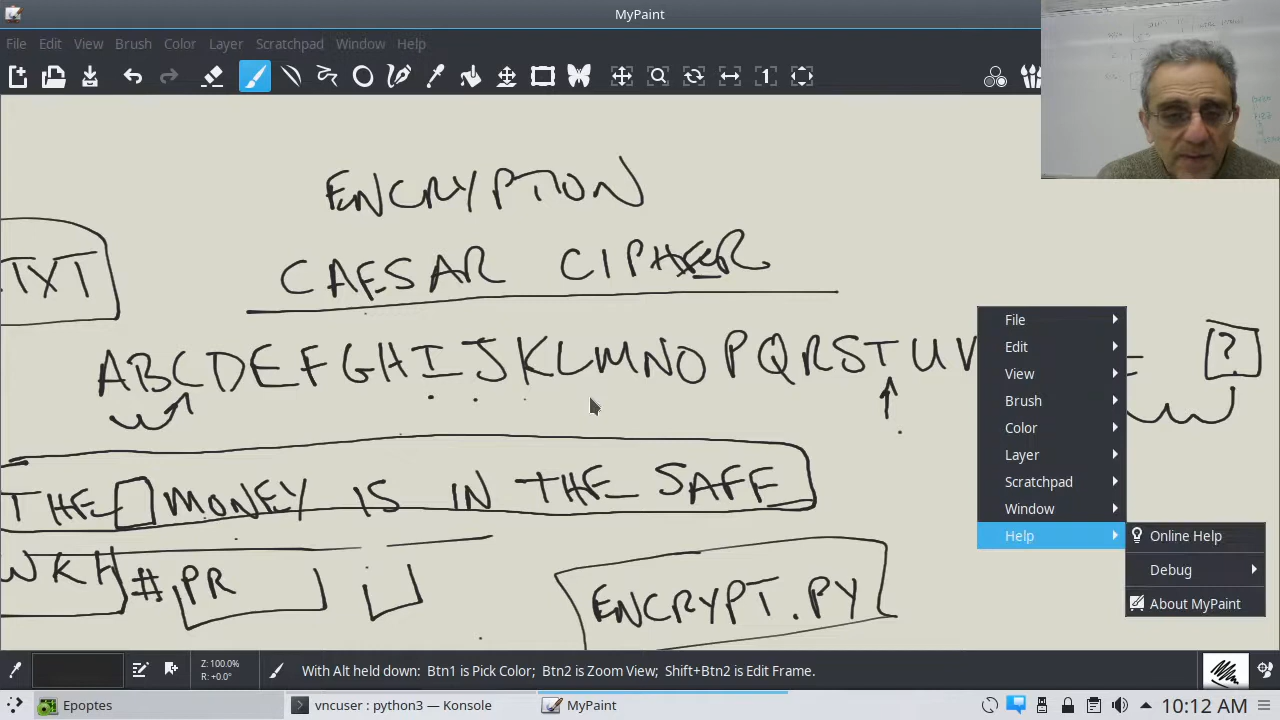 MyPaint
File Edit View Brush Color Layer Scratchpad Window Help
ENCRYPTION
CAESAR CIPHER
.TXT
ABCDEFGHIJKLMNOPQRSTUV = ?
THE MONEY IS IN THE SAFE
WKH # PR
ENCRYPT.PY
File
Edit
View
Brush
Color
Layer
Scratchpad
Window
Help
Online Help
Debug
About MyPaint
Z: 100.0%
R: +0.0°
With Alt held down: Btn1 is Pick Color; Btn2 is Zoom View; Shift+Btn2 is Edit Frame.
Epoptes
vncuser : python3 — Konsole
MyPaint
10:12 AM